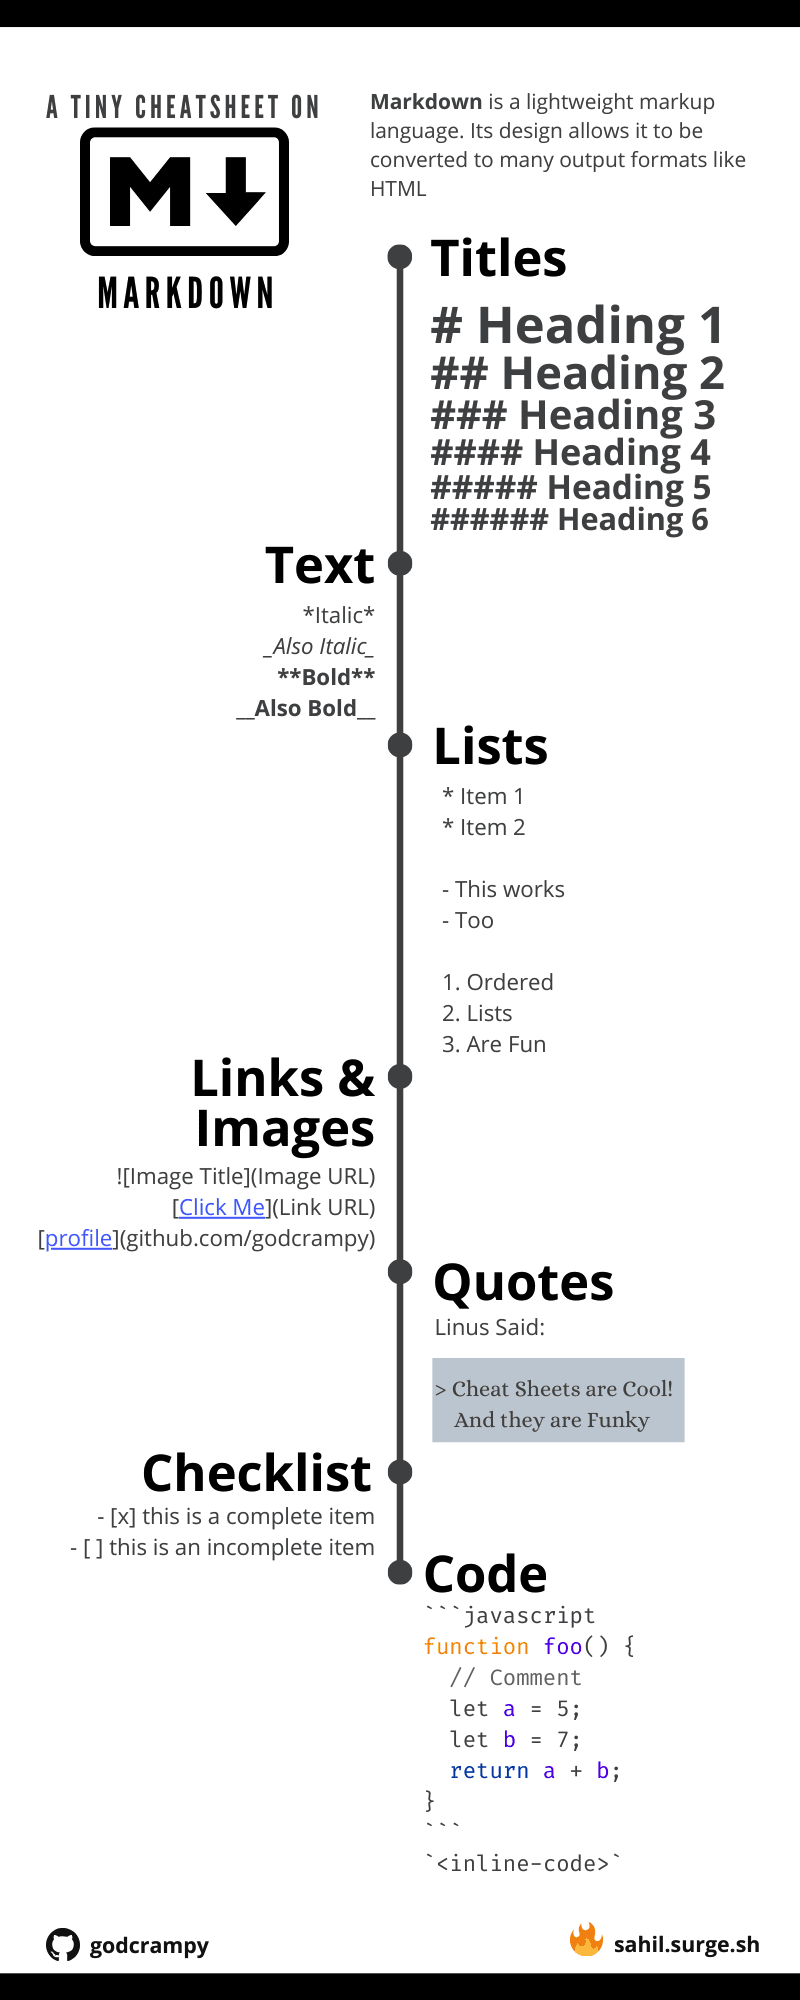 A TINY CHEATSHEET ON
M
MARKDOWN
Markdown is a lightweight markup
language. Its design allows it to be
converted to many output formats like
HTML
Titles
# Heading 1
## Heading 2
### Heading 3
#### Heading 4
##### Heading 5
###### Heading 6
Text
*Italic*
_Also Italic_
**Bold**
__Also Bold__
Lists
* Item 1
* Item 2
- This works
- Too
1. Ordered
2. Lists
3. Are Fun
Links &
Images
![Image Title](Image URL)
[Click Me](Link URL)
[profile](github.com/godcrampy)
Quotes
Linus Said:
> Cheat Sheets are Cool!
And they are Funky
Checklist
- [x] this is a complete item
- [ ] this is an incomplete item
Code
```javascript
function foo() {
  // Comment
  let a = 5;
  let b = 7;
  return a + b;
}
```
`<inline-code>`
godcrampy
sahil.surge.sh